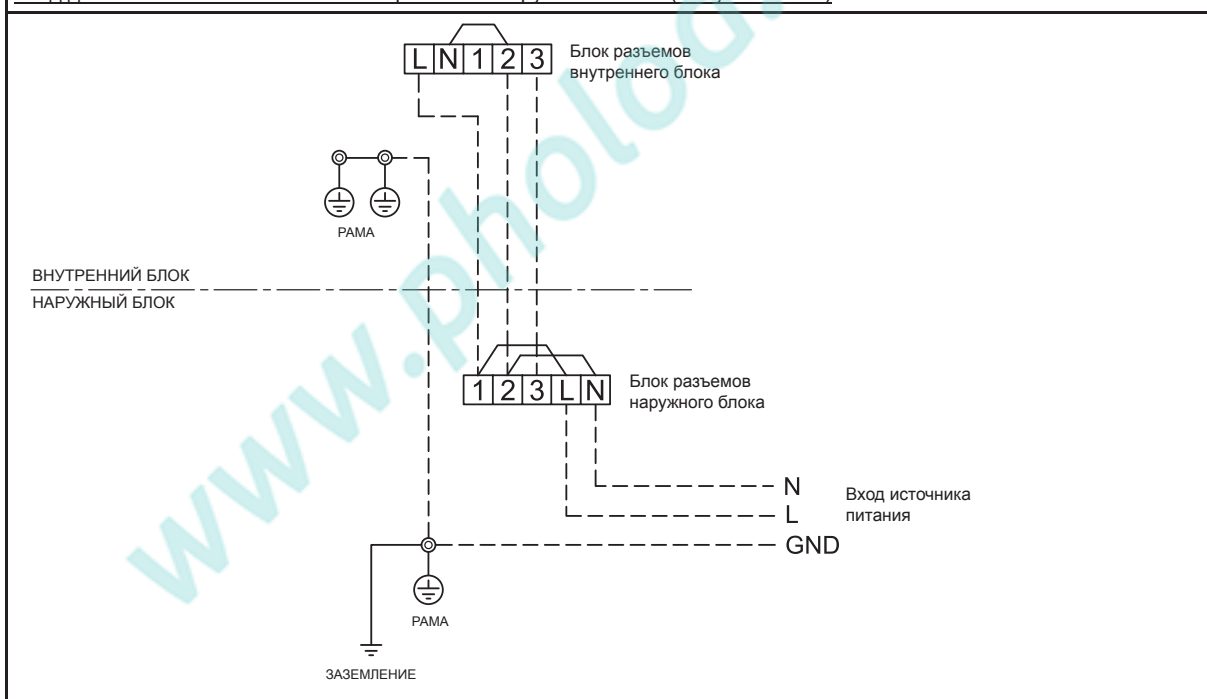 L N 1 2 3
Блок разъемов
внутреннего блока
РАМА
ВНУТРЕННИЙ БЛОК
НАРУЖНЫЙ БЛОК
1 2 3 L N
Блок разъемов
наружного блока
N
L
GND
Вход источника
питания
РАМА
ЗАЗЕМЛЕНИЕ
www.pholod.